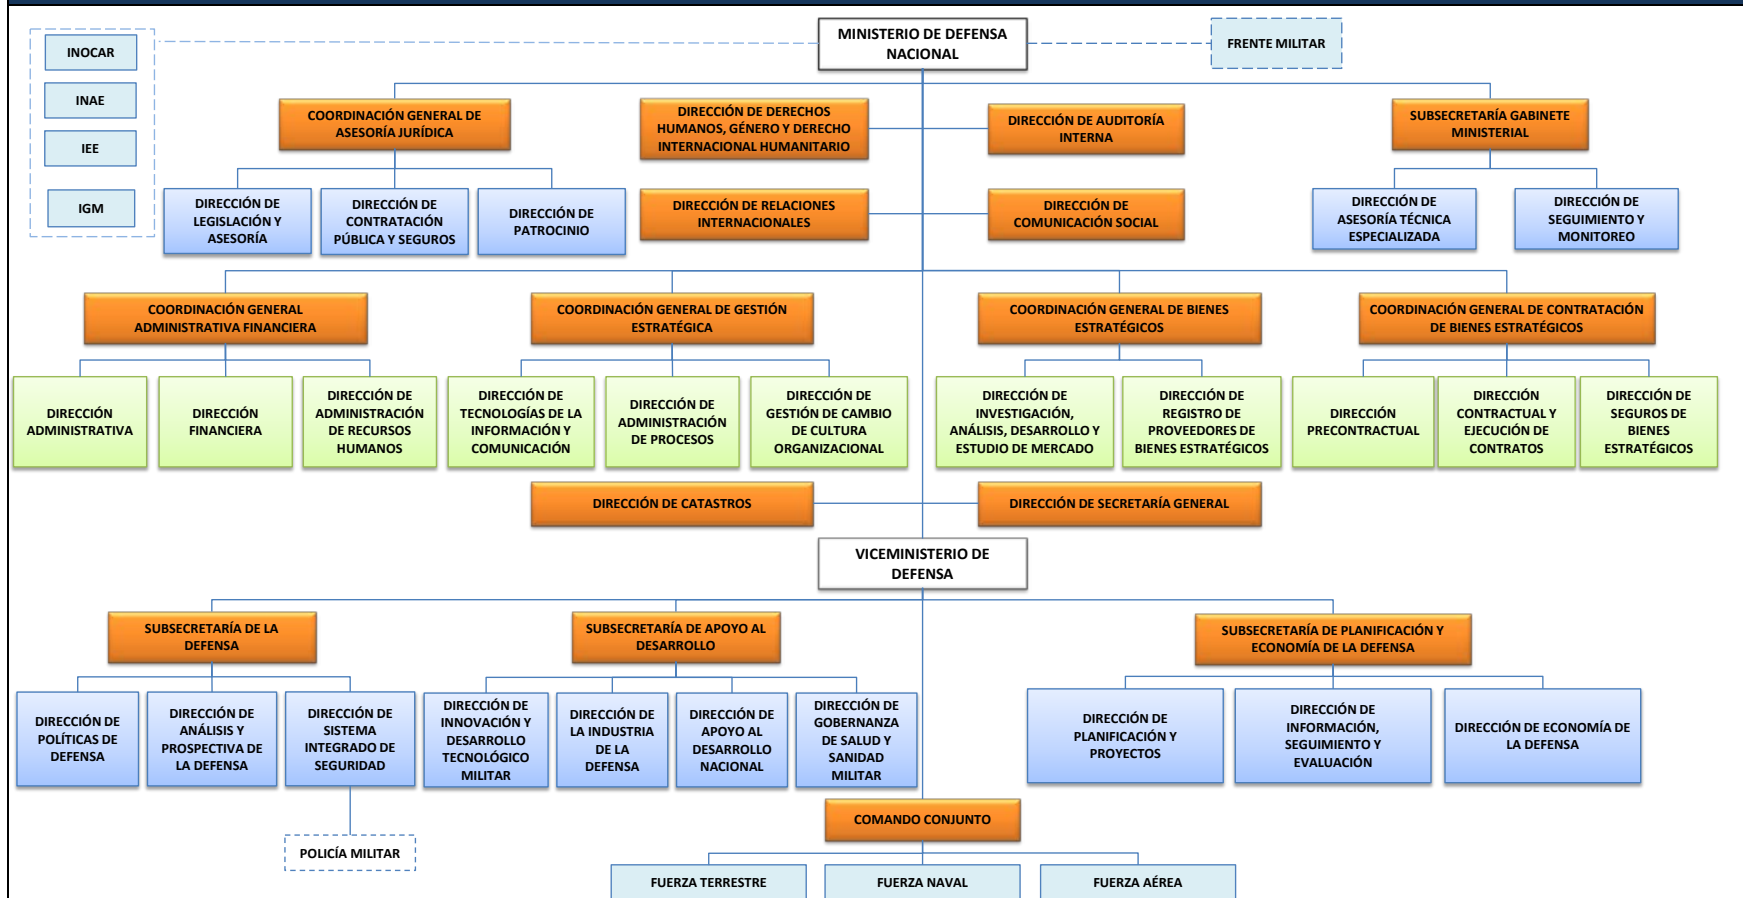 MINISTERIO DE DEFENSA
NACIONAL
FRENTE MILITAR
INOCAR
INAE
IEE
IGM
COORDINACIÓN GENERAL DE
ASESORÍA JURÍDICA
DIRECCIÓN DE DERECHOS
HUMANOS, GÉNERO Y DERECHO
INTERNACIONAL HUMANITARIO
DIRECCIÓN DE AUDITORÍA
INTERNA
SUBSECRETARÍA GABINETE
MINISTERIAL
DIRECCIÓN DE
LEGISLACIÓN Y
ASESORÍA
DIRECCIÓN DE
CONTRATACIÓN
PÚBLICA Y SEGUROS
DIRECCIÓN DE
PATROCINIO
DIRECCIÓN DE RELACIONES
INTERNACIONALES
DIRECCIÓN DE
COMUNICACIÓN SOCIAL
DIRECCIÓN DE
ASESORÍA TÉCNICA
ESPECIALIZADA
DIRECCIÓN DE
SEGUIMIENTO Y
MONITOREO
COORDINACIÓN GENERAL
ADMINISTRATIVA FINANCIERA
COORDINACIÓN GENERAL DE GESTIÓN
ESTRATÉGICA
COORDINACIÓN GENERAL DE BIENES
ESTRATÉGICOS
COORDINACIÓN GENERAL DE CONTRATACIÓN
DE BIENES ESTRATÉGICOS
DIRECCIÓN
ADMINISTRATIVA
DIRECCIÓN
FINANCIERA
DIRECCIÓN DE
ADMINISTRACIÓN
DE RECURSOS
HUMANOS
DIRECCIÓN DE
TECNOLOGÍAS DE LA
INFORMACIÓN Y
COMUNICACIÓN
DIRECCIÓN DE
ADMINISTRACIÓN
DE PROCESOS
DIRECCIÓN DE
GESTIÓN DE CAMBIO
DE CULTURA
ORGANIZACIONAL
DIRECCIÓN DE
INVESTIGACIÓN,
ANÁLISIS, DESARROLLO Y
ESTUDIO DE MERCADO
DIRECCIÓN DE
REGISTRO DE
PROVEEDORES DE
BIENES ESTRATÉGICOS
DIRECCIÓN
PRECONTRACTUAL
DIRECCIÓN
CONTRACTUAL Y
EJECUCIÓN DE
CONTRATOS
DIRECCIÓN DE
SEGUROS DE
BIENES
ESTRATÉGICOS
DIRECCIÓN DE CATASTROS
DIRECCIÓN DE SECRETARÍA GENERAL
VICEMINISTERIO DE
DEFENSA
SUBSECRETARÍA DE LA
DEFENSA
SUBSECRETARÍA DE APOYO AL
DESARROLLO
SUBSECRETARÍA DE PLANIFICACIÓN Y
ECONOMÍA DE LA DEFENSA
DIRECCIÓN DE
POLÍTICAS DE
DEFENSA
DIRECCIÓN DE
ANÁLISIS Y
PROSPECTIVA DE
LA DEFENSA
DIRECCIÓN DE
SISTEMA
INTEGRADO DE
SEGURIDAD
DIRECCIÓN DE
INNOVACIÓN Y
DESARROLLO
TECNOLÓGICO
MILITAR
DIRECCIÓN DE
LA INDUSTRIA
DE LA
DEFENSA
DIRECCIÓN DE
APOYO AL
DESARROLLO
NACIONAL
DIRECCIÓN DE
GOBERNANZA
DE SALUD Y
SANIDAD
MILITAR
DIRECCIÓN DE
PLANIFICACIÓN Y
PROYECTOS
DIRECCIÓN DE
INFORMACIÓN,
SEGUIMIENTO Y
EVALUACIÓN
DIRECCIÓN DE ECONOMÍA DE
LA DEFENSA
POLICÍA MILITAR
COMANDO CONJUNTO
FUERZA TERRESTRE
FUERZA NAVAL
FUERZA AÉREA